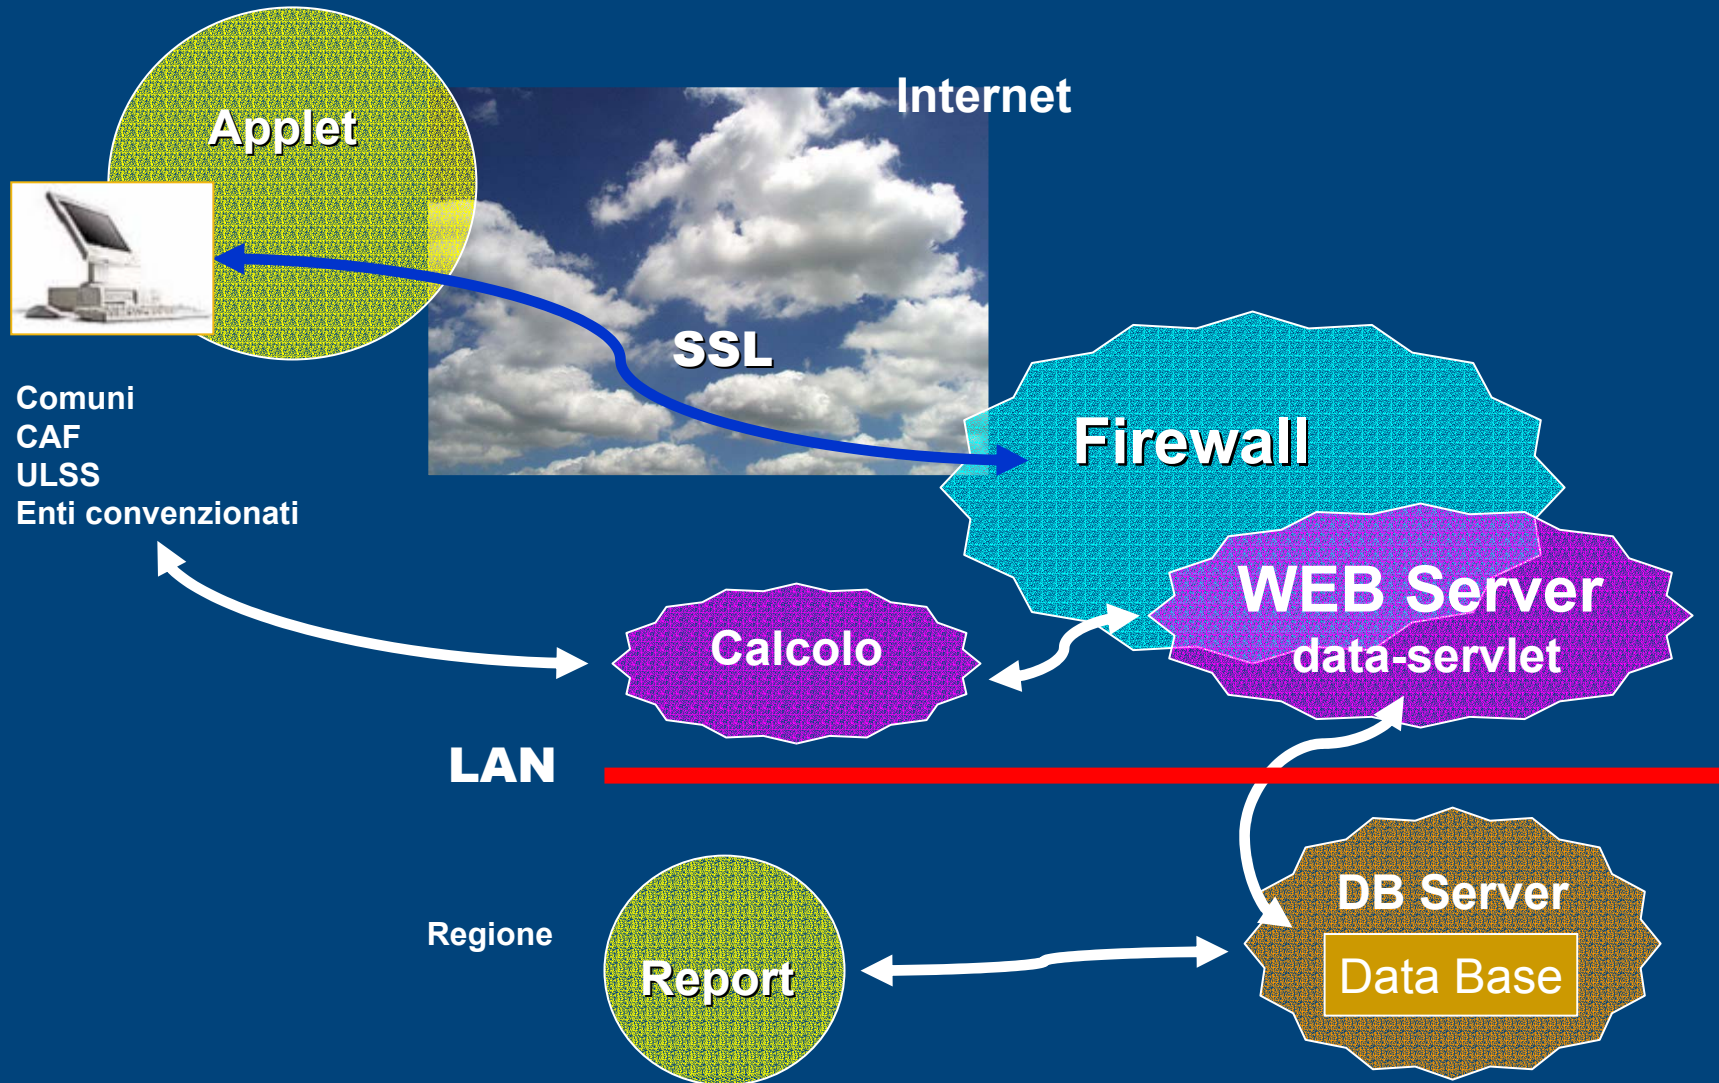 Internet
Applet
SSL
Comuni
CAF
ULSS
Enti convenzionati
Firewall
WEB Server
data-servlet
Calcolo
LAN
DB Server
Data Base
Regione
Report